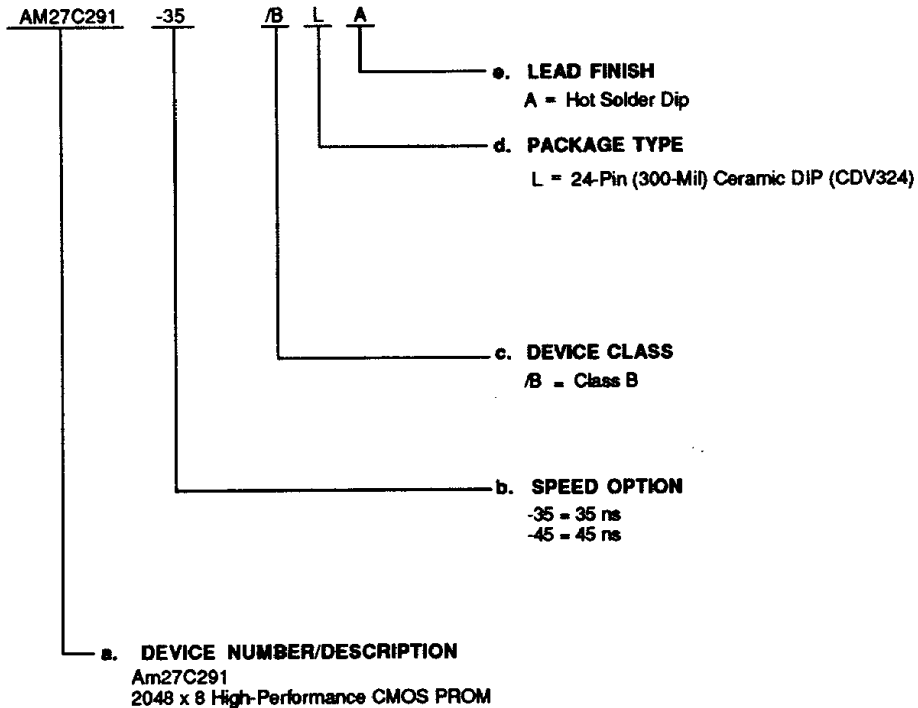 AM27C291 -35 /B L A
e. LEAD FINISH
A = Hot Solder Dip
d. PACKAGE TYPE
L = 24-Pin (300-Mil) Ceramic DIP (CDV324)
c. DEVICE CLASS
/B = Class B
b. SPEED OPTION
-35 = 35 ns
-45 = 45 ns
a. DEVICE NUMBER/DESCRIPTION
Am27C291
2048 x 8 High-Performance CMOS PROM